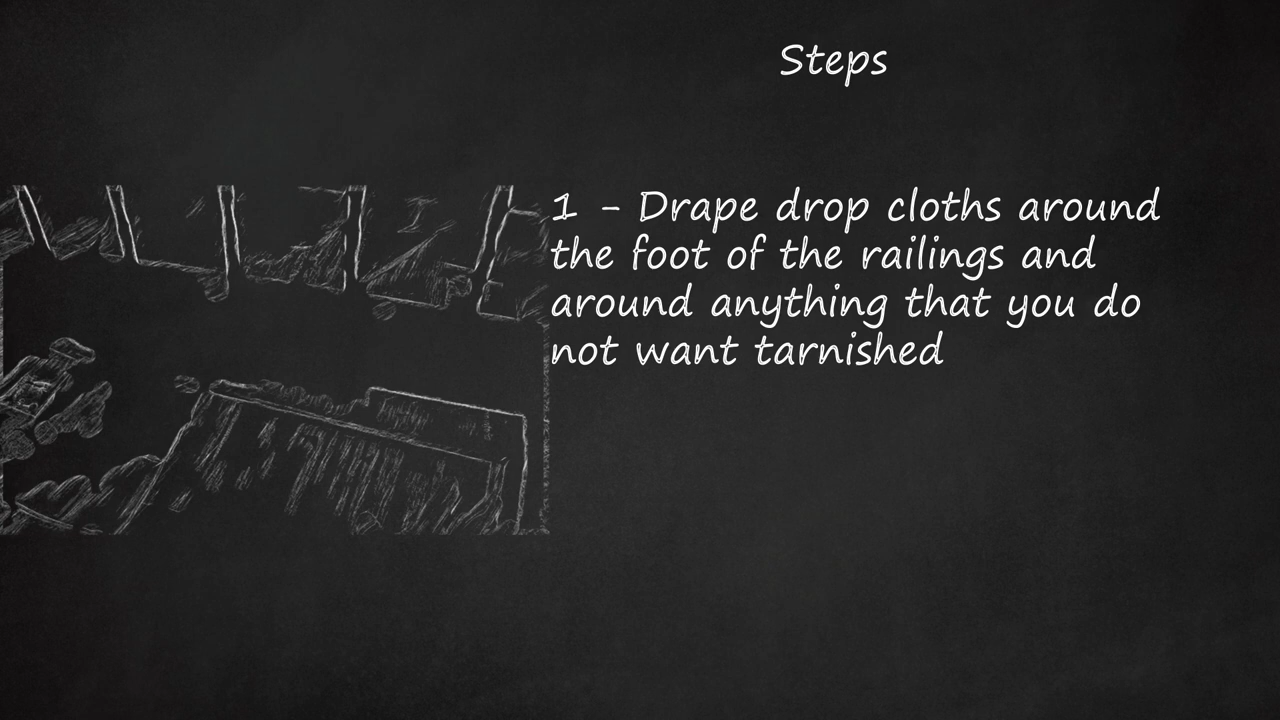 Steps
1 - Drape drop cloths around
the foot of the railings and
around anything that you do
not want tarnished